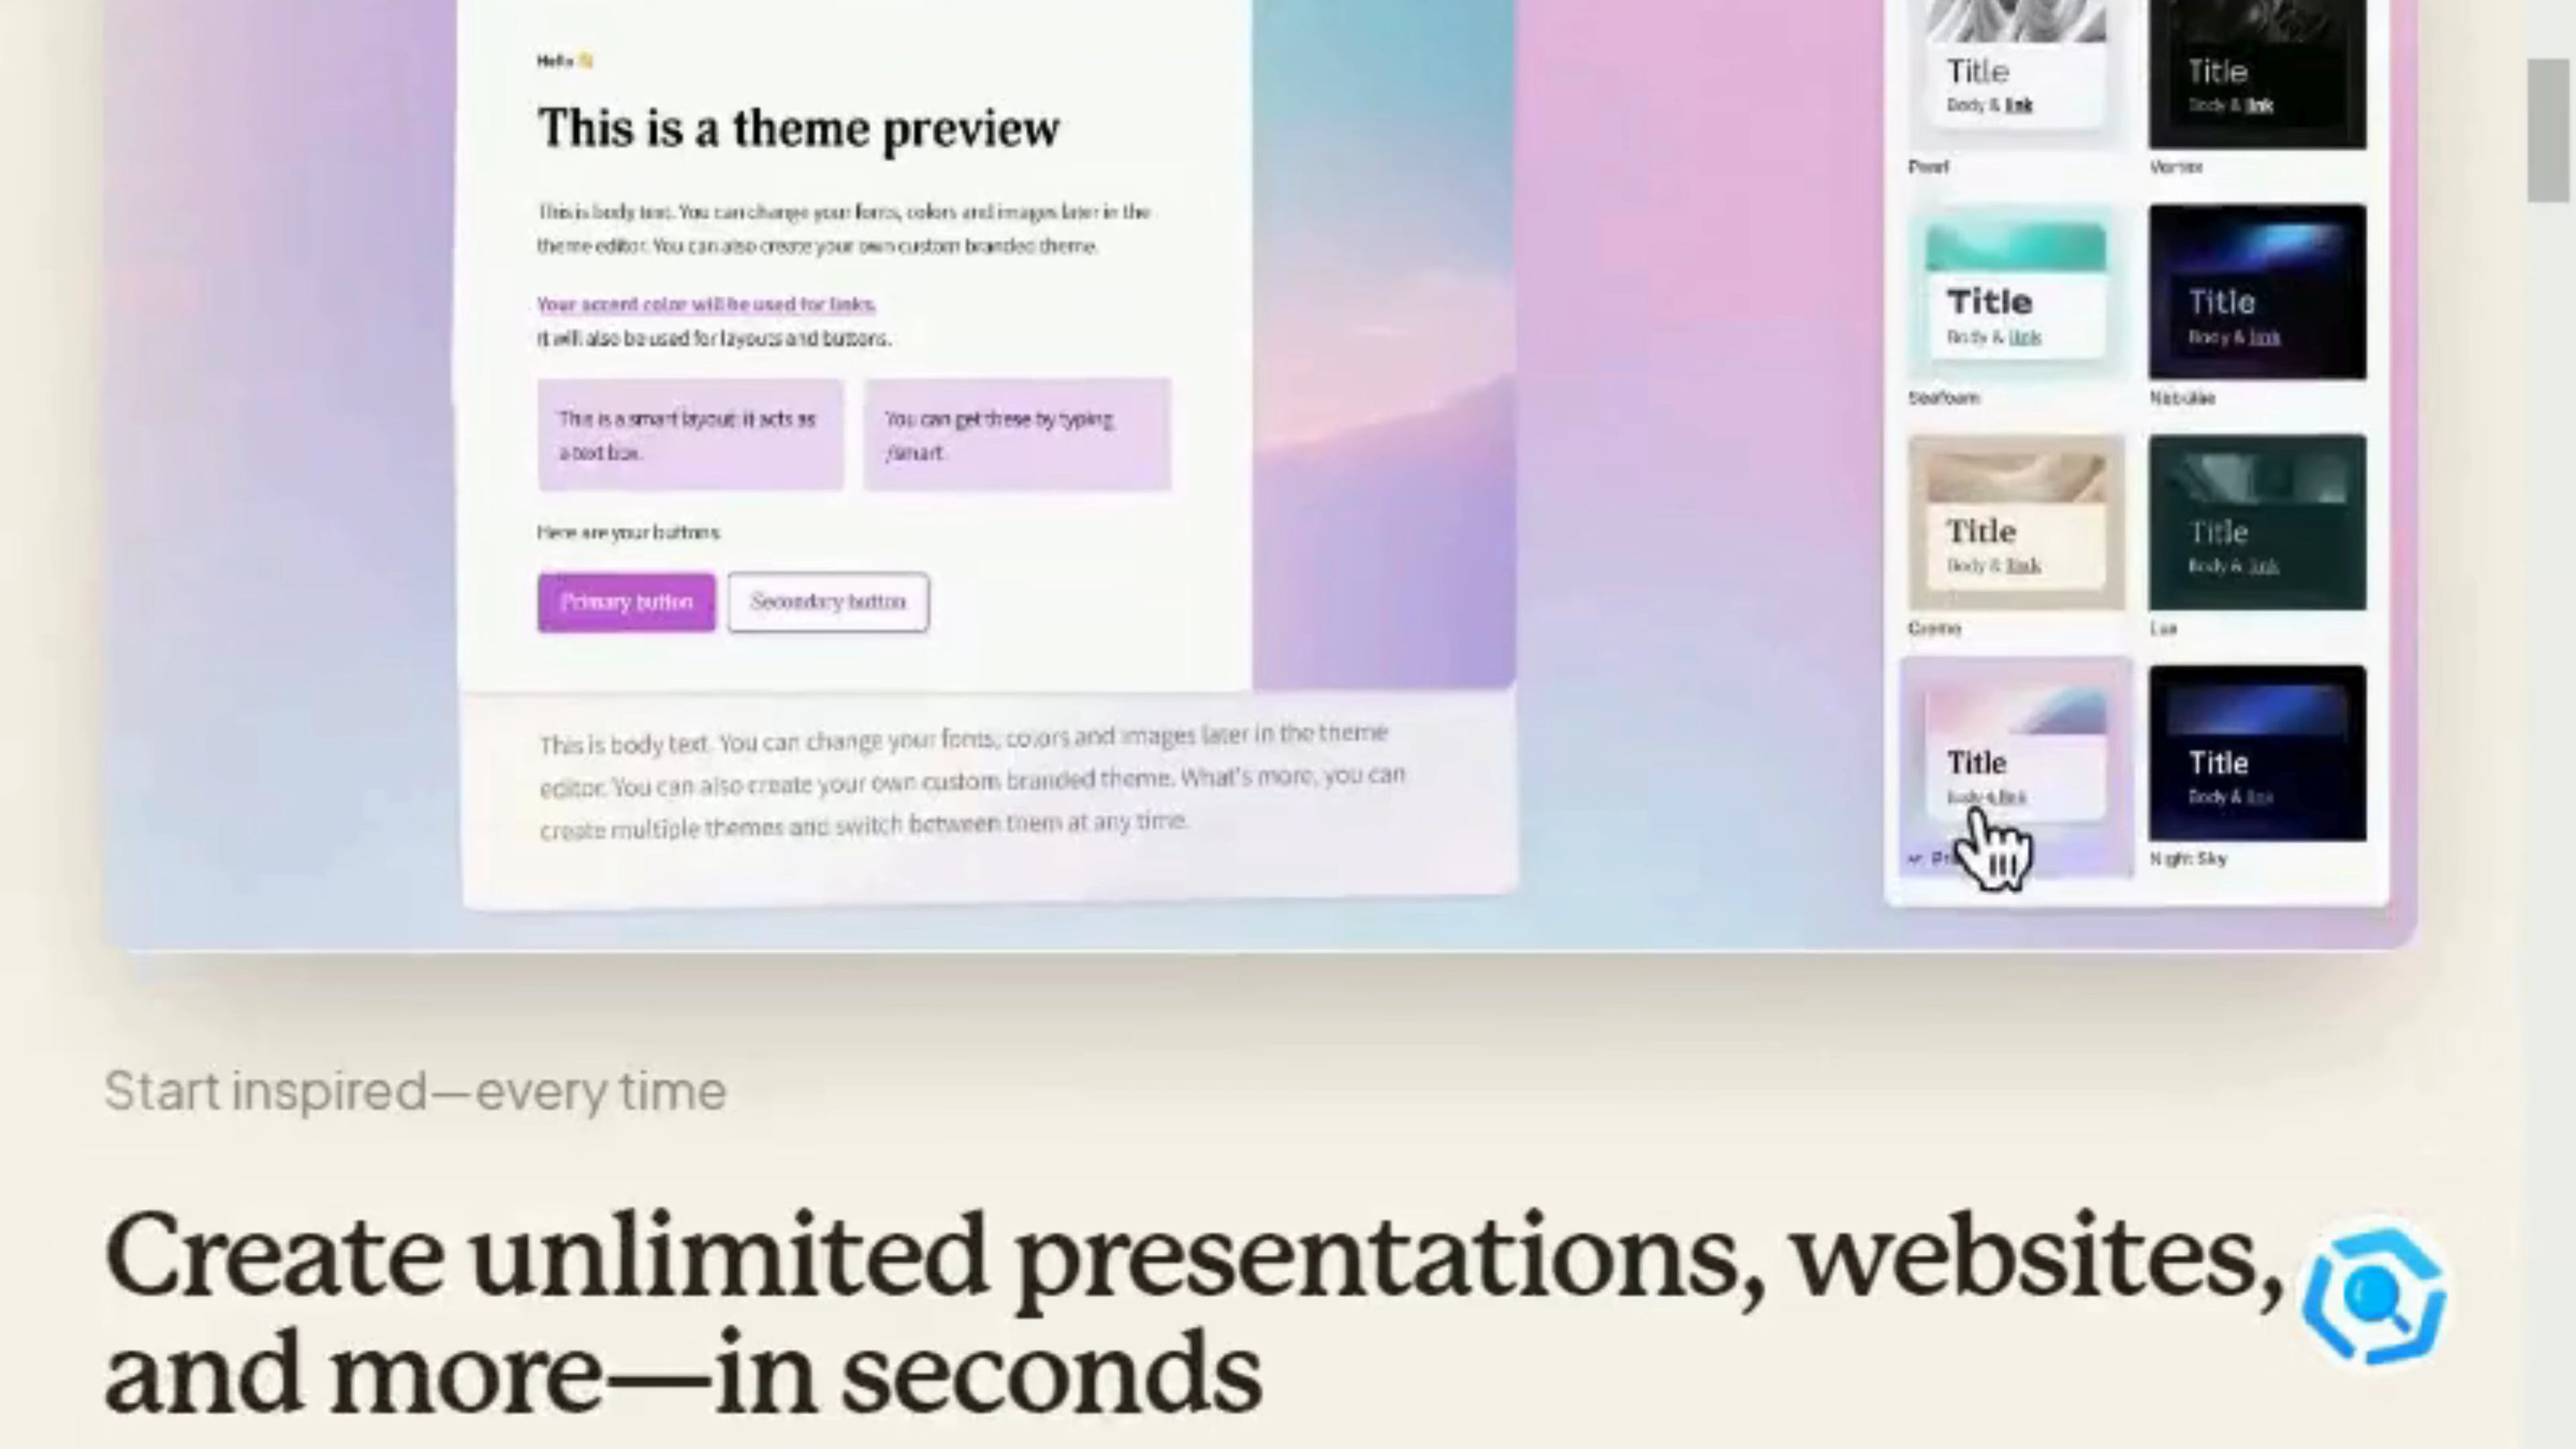 Hello 👋
This is a theme preview
This is body text. You can change your fonts, colors and images later in the
theme editor. You can also create your own custom branded theme.
Your accent color will be used for links.
It will also be used for layouts and buttons.
This is a smart layout: it acts as
a text box.
You can get these by typing
/smart
Here are your buttons
Primary button
Secondary button
This is body text. You can change your fonts, colors and images later in the theme
editor. You can also create your own custom branded theme. What's more, you can
create multiple themes and switch between them at any time.
Title
Body & link
Pearl
Title
Body & link
Vortex
Title
Body & link
Seafoam
Title
Body & link
Nebulae
Title
Body & link
Creme
Title
Body & link
Lux
Title
Body & link
Title
Body & link
Night Sky
Start inspired—every time
Create unlimited presentations, websites,
and more—in seconds